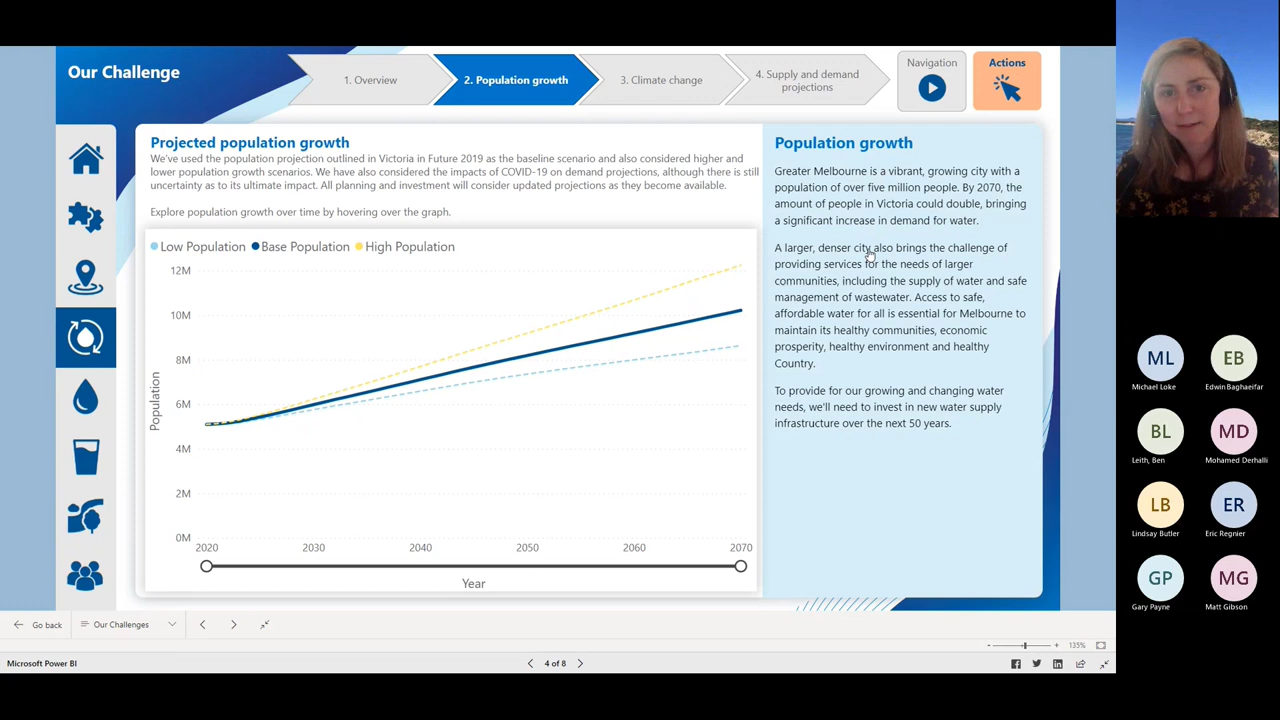 Our Challenge
1. Overview
2. Population growth
3. Climate change
4. Supply and demand
projections
Navigation
Actions
Projected population growth
We've used the population projection outlined in Victoria in Future 2019 as the baseline scenario and also considered higher and
lower population growth scenarios. We have also considered the impacts of COVID-19 on demand projections, although there is still
uncertainty as to its ultimate impact. All planning and investment will consider updated projections as they become available.
Explore population growth over time by hovering over the graph.
Low Population
Base Population
High Population
12M
10M
8M
6M
4M
2M
0M
Population
2020
2030
2040
2050
2060
2070
Year
Population growth
Greater Melbourne is a vibrant, growing city with a
population of over five million people. By 2070, the
amount of people in Victoria could double, bringing
a significant increase in demand for water.
A larger, denser city also brings the challenge of
providing services for the needs of larger
communities, including the supply of water and safe
management of wastewater. Access to safe,
affordable water for all is essential for Melbourne to
maintain its healthy communities, economic
prosperity, healthy environment and healthy
Country.
To provide for our growing and changing water
needs, we'll need to invest in new water supply
infrastructure over the next 50 years.
Go back
Our Challenges
- + 135%
Microsoft Power BI
4 of 8
ML
Michael Loke
EB
Edwin Baghaeifar
BL
Leith, Ben
MD
Mohamed Derhalli
LB
Lindsay Butler
ER
Eric Regnier
GP
Gary Payne
MG
Matt Gibson